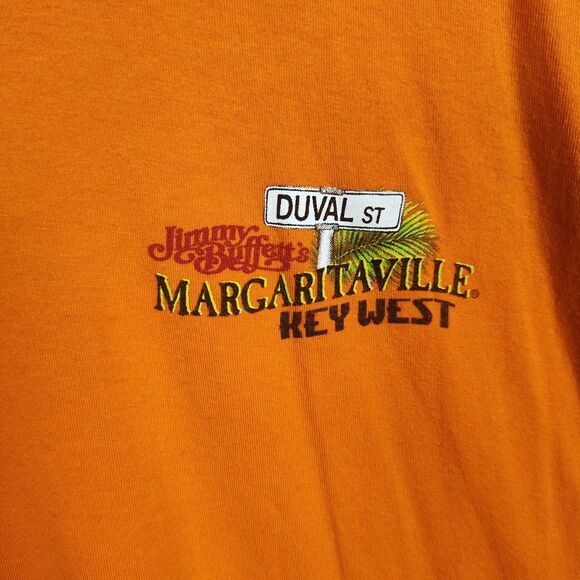 DUVAL ST
Jimmy Buffett's
MARGARITAVILLE®
KEY WEST